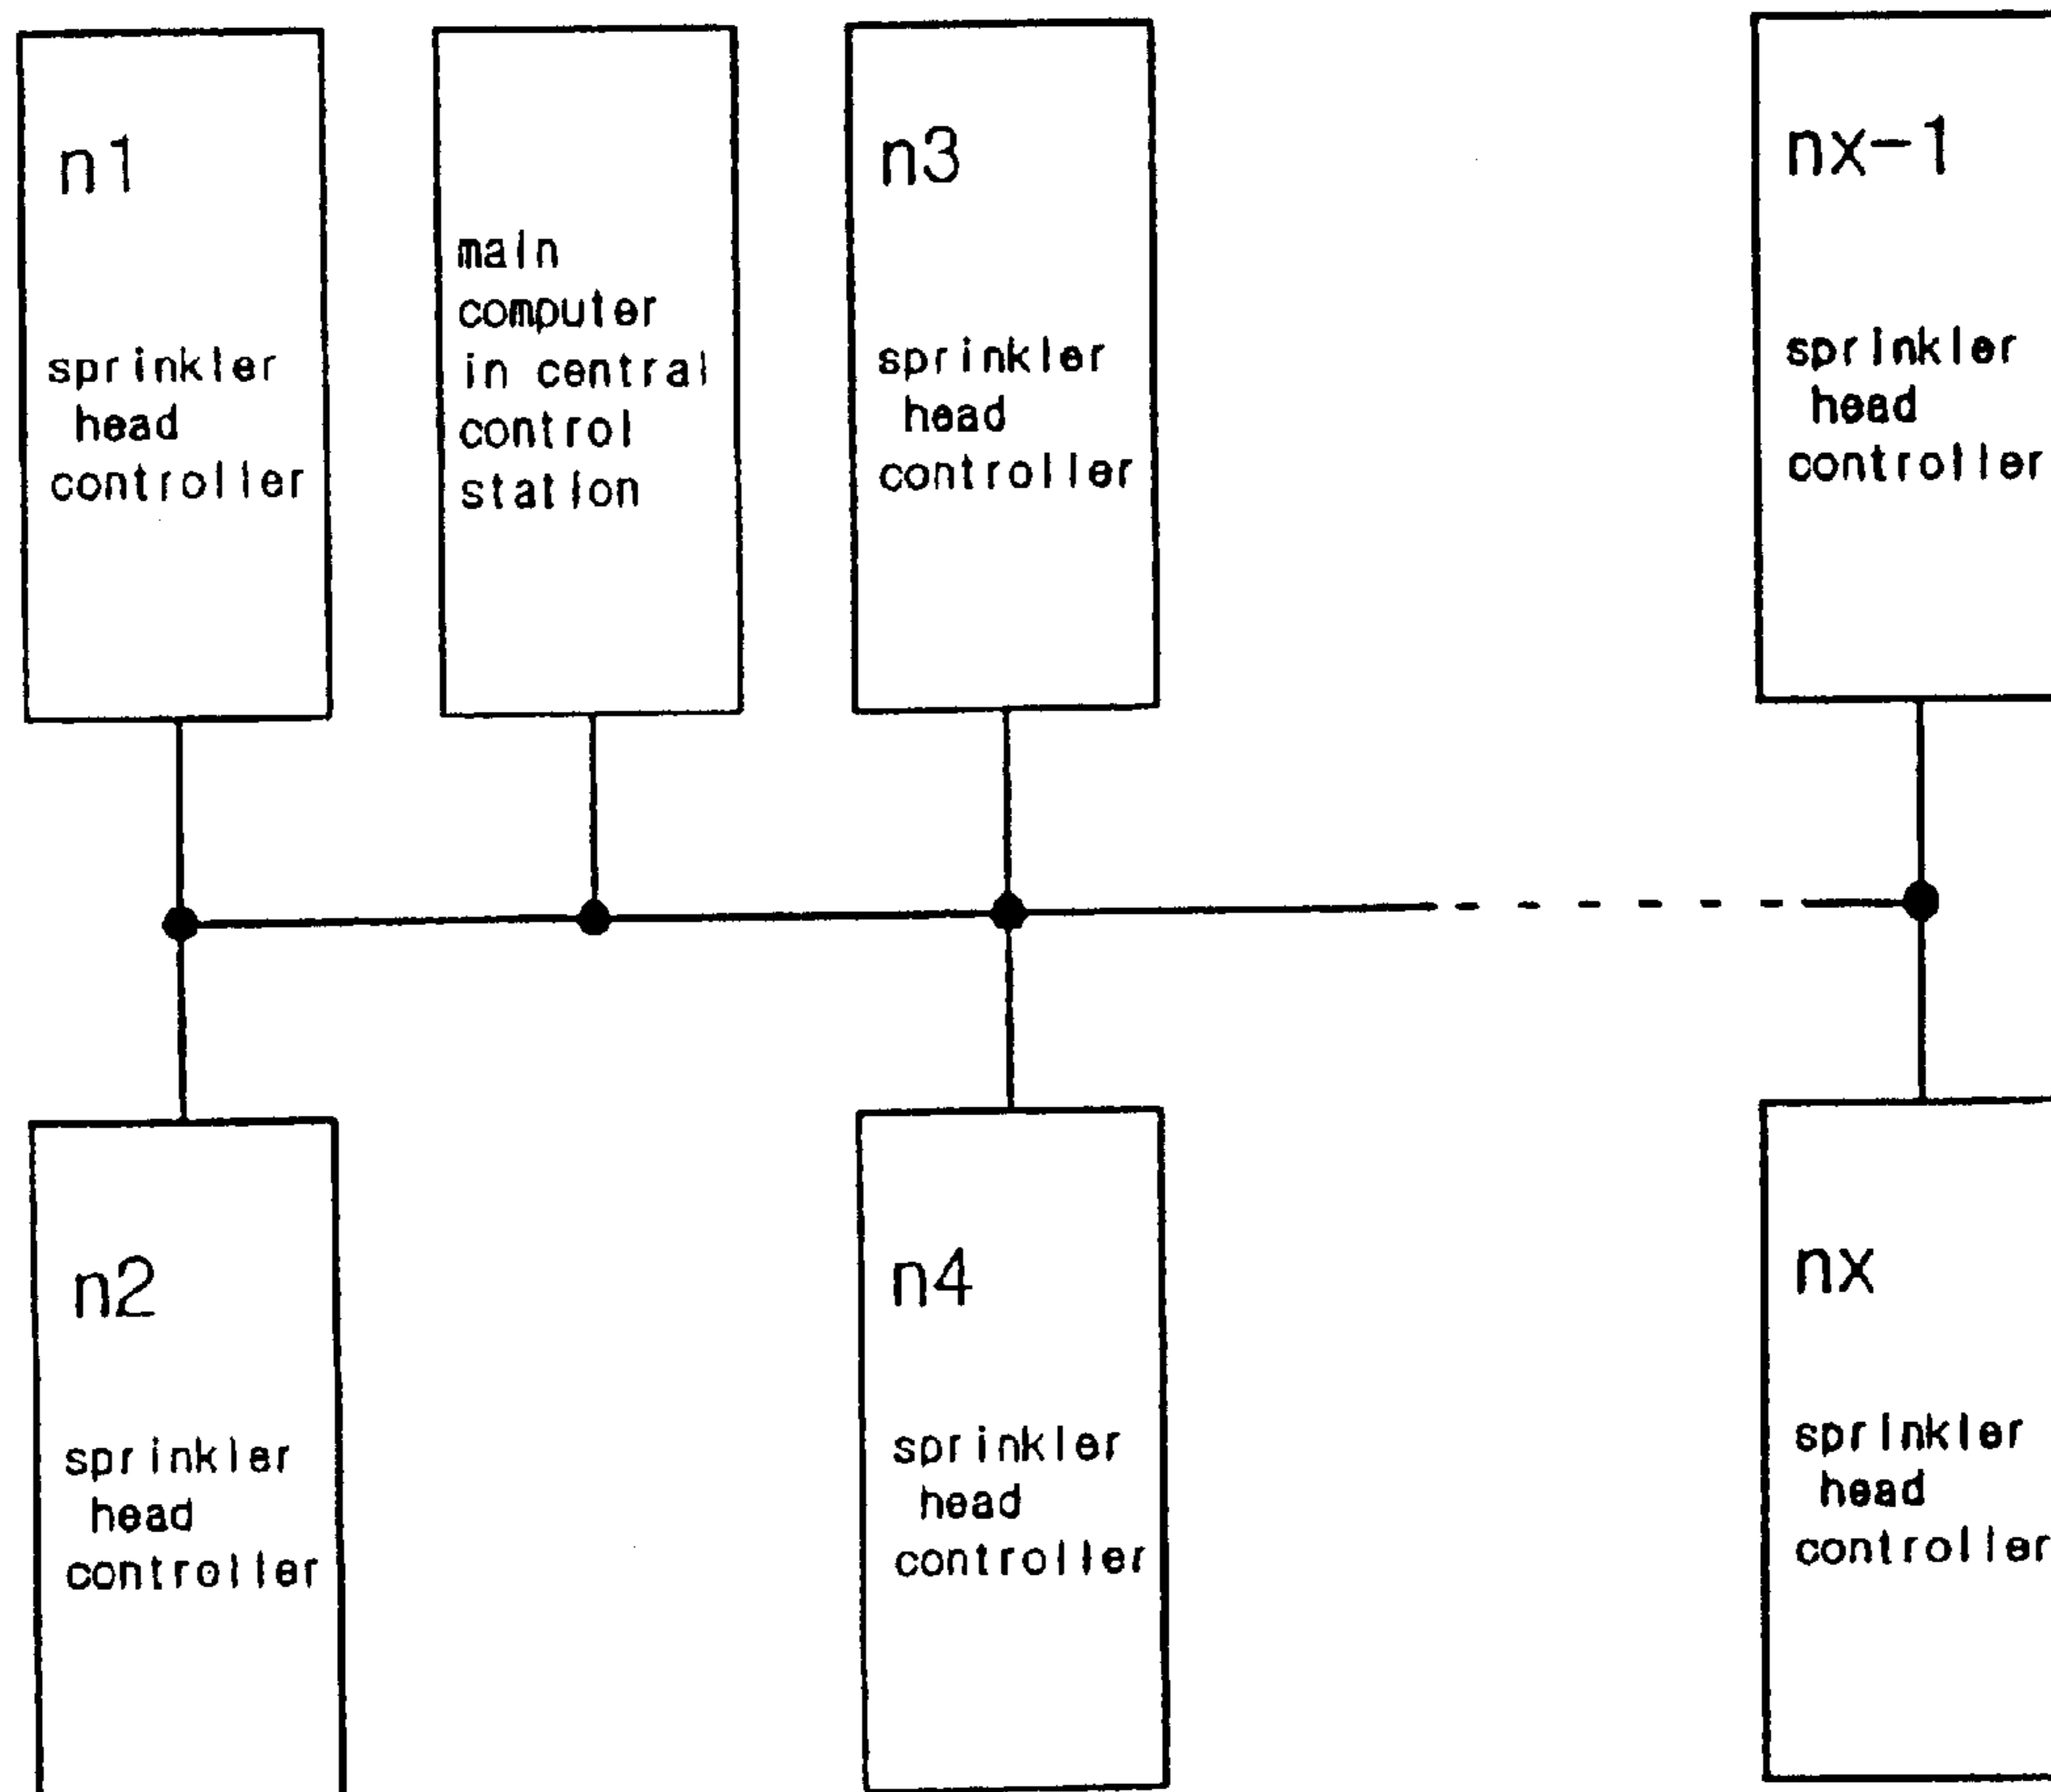 n1
sprinkler
head
controller
main
computer
in central
control
station
n3
sprinkler
head
controller
nx-1
sprinkler
head
controller
n2
sprinkler
head
controller
n4
sprinkler
head
controller
nx
sprinkler
head
controller